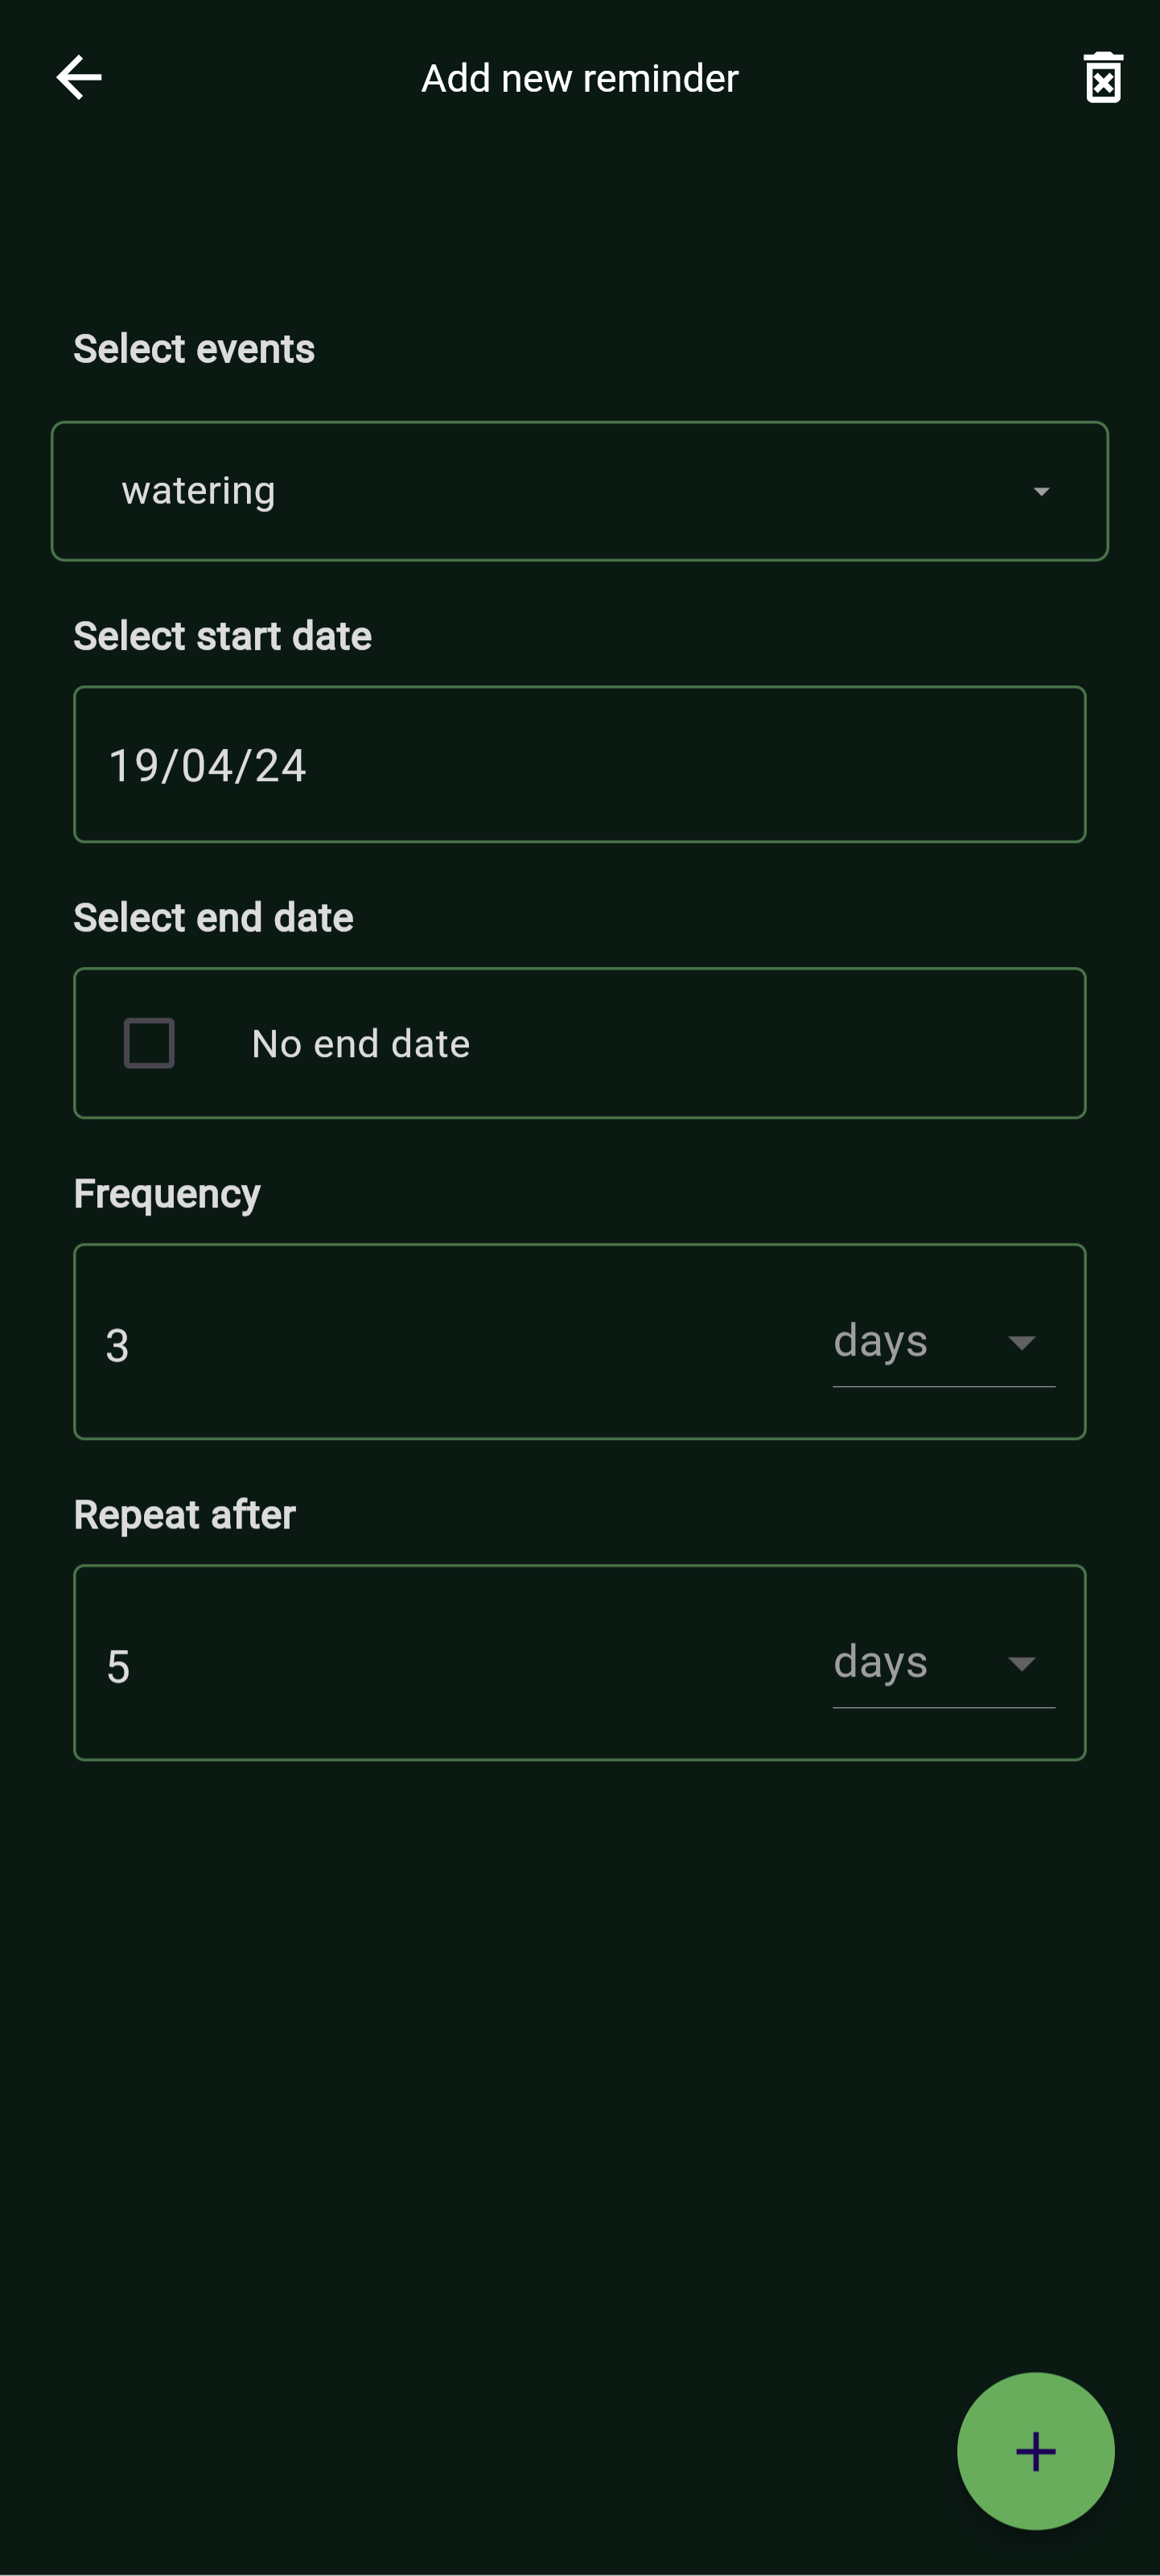 Add new reminder
Select events
watering
Select start date
19/04/24
Select end date
No end date
Frequency
3 days
Repeat after
5 days